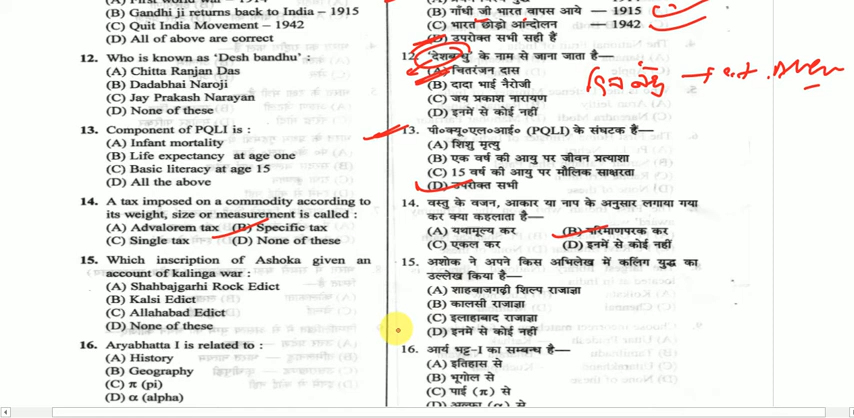 (A) First World War – 1914
(B) Gandhi ji returns back to India – 1915
(C) Quit India Movement – 1942
(D) All of above are correct
12. Who is known as 'Desh bandhu' :
(A) Chitta Ranjan Das
(B) Dadabhai Naroji
(C) Jay Prakash Narayan
(D) None of these
13. Component of PQLI is :
(A) Infant mortality
(B) Life expectancy at age one
(C) Basic literacy at age 15
(D) All the above
14. A tax imposed on a commodity according to
its weight, size or measurement is called :
(A) Advalorem tax (B) Specific tax
(C) Single tax (D) None of these
15. Which inscription of Ashoka given an
account of kalinga war :
(A) Shahbajgarhi Rock Edict
(B) Kalsi Edict
(C) Allahabad Edict
(D) None of these
16. Aryabhatta I is related to :
(A) History
(B) Geography
(C) π (pi)
(D) α (alpha)
(B) गाँधी जी भारत वापस आये – 1915
(C) भारत छोड़ो आंन्दोलन – 1942
(D) उपरोक्त सभी सही हैं
12. 'देशबन्धु' के नाम से जाना जाता है–
(A) चितरंजन दास
(B) दादा भाई नैरोजी
(C) जय प्रकाश नारायण
(D) इनमें से कोई नहीं
13. पी०क्यू०एल०आई० (PQLI) के संघटक हैं–
(A) शिशु मृत्यु
(B) एक वर्ष की आयु पर जीवन प्रत्याशा
(C) 15 वर्ष की आयु पर मौलिक साक्षरता
(D) उपरोक्त सभी
14. वस्तु के वजन, आकार या नाप के अनुसार लगाया गया
कर क्या कहलाता है–
(A) यथामूल्य कर (B) परिमाणपरक कर
(C) एकल कर (D) इनमें से कोई नहीं
15. अशोक ने अपने किस अभिलेख में कलिंग युद्ध का
उल्लेख किया है–
(A) शाहबाजगढ़ी शिल्प राजाज्ञा
(B) कालसी राजाज्ञा
(C) इलाहाबाद राजाज्ञा
(D) इनमें से कोई नहीं
16. आर्य भट्ट-I का सम्बन्ध है–
(A) इतिहास से
(B) भूगोल से
(C) पाई (π) से
(D) अल्फा (α) से